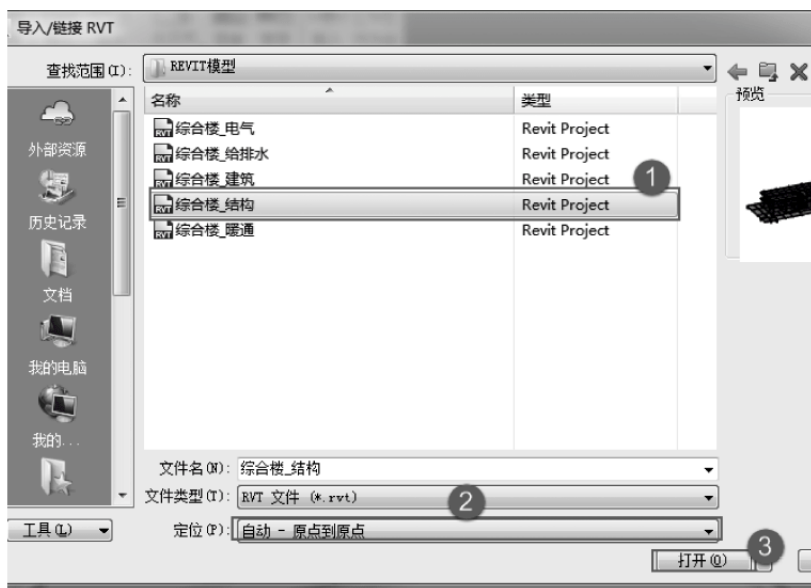 导入/链接 RVT
查找范围(I):
REVIT模型
名称
类型
预览
综合楼_电气
Revit Project
综合楼_给排水
Revit Project
综合楼_建筑
Revit Project
1
综合楼_结构
Revit Project
综合楼_暖通
Revit Project
外部资源
历史记录
文档
我的电脑
我的...
文件名(N):
综合楼_结构
文件类型(T):
RVT 文件 (*.rvt)
2
工具(L)
定位(P):
自动 - 原点到原点
打开(O)
3